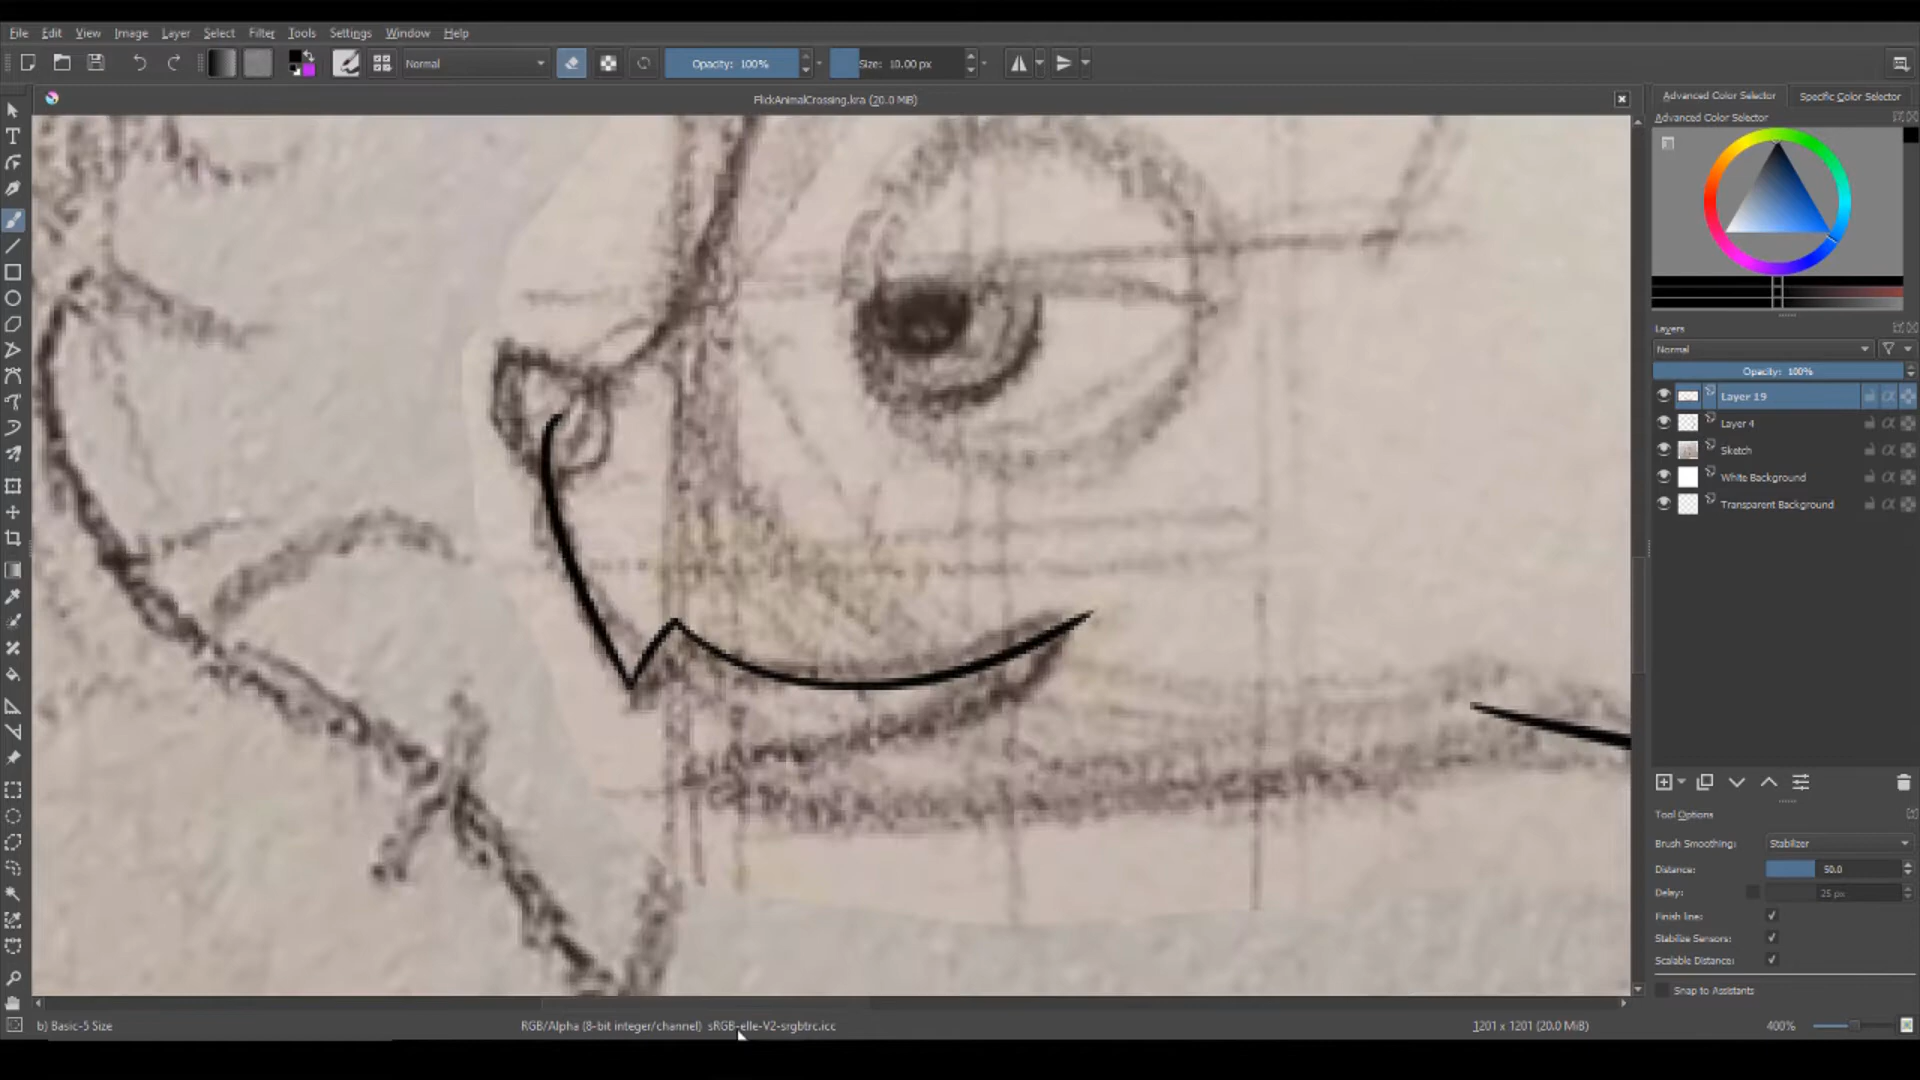 File Edit View Image Layer Select Filter Tools Settings Window Help
Normal Opacity: 100% Size: 10.00 px
FlickAnimalCrossing.kra (20.0 MiB)
Advanced Color Selector Specific Color Selector
Advanced Color Selector
Layers
Normal
Opacity: 100%
Layer 19
Layer 4
Sketch
White Background
Transparent Background
Tool Options
Brush Smoothing: Stabilizer
Distance: 50.0
Delay: 25 px
Finish line:
Stabilize Sensors:
Scalable Distance:
Snap to Assistants
b) Basic-5 Size RGB/Alpha (8-bit integer/channel) sRGB-elle-V2-srgbtrc.icc 1201 x 1201 (20.0 MiB) 400%